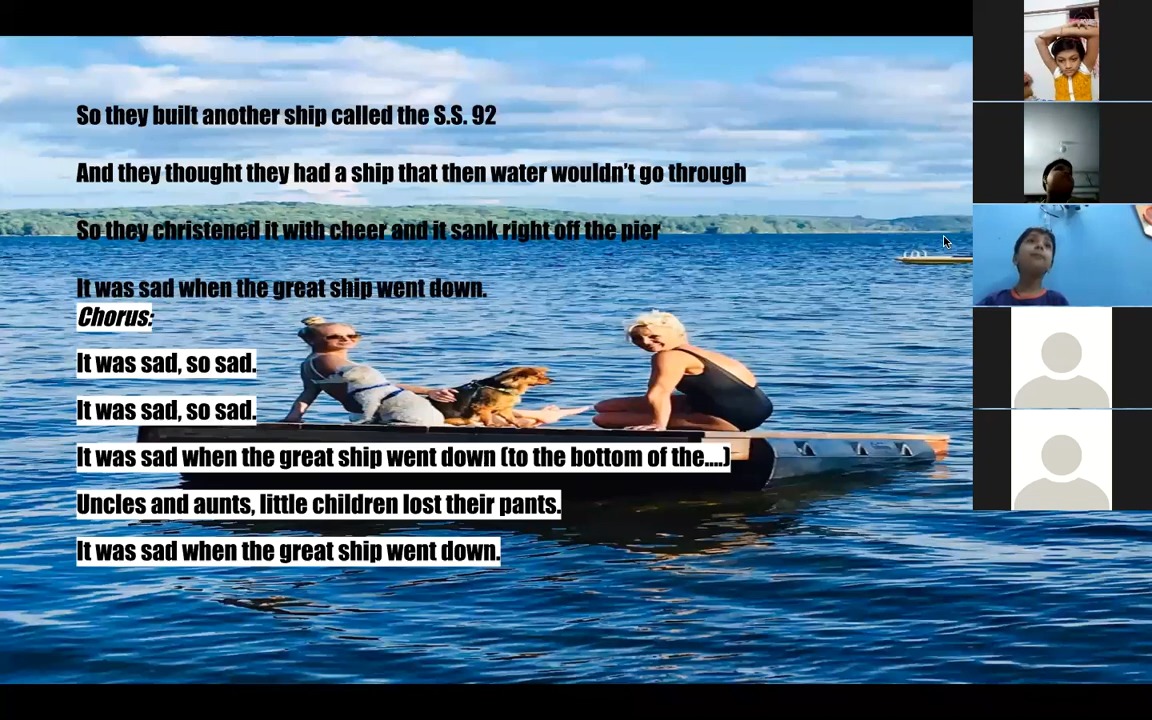 So they built another ship called the S.S. 92
And they thought they had a ship that then water wouldn't go through
So they christened it with cheer and it sank right off the pier
It was sad when the great ship went down.
Chorus:
It was sad, so sad.
It was sad, so sad.
It was sad when the great ship went down (to the bottom of the....)
Uncles and aunts, little children lost their pants.
It was sad when the great ship went down.